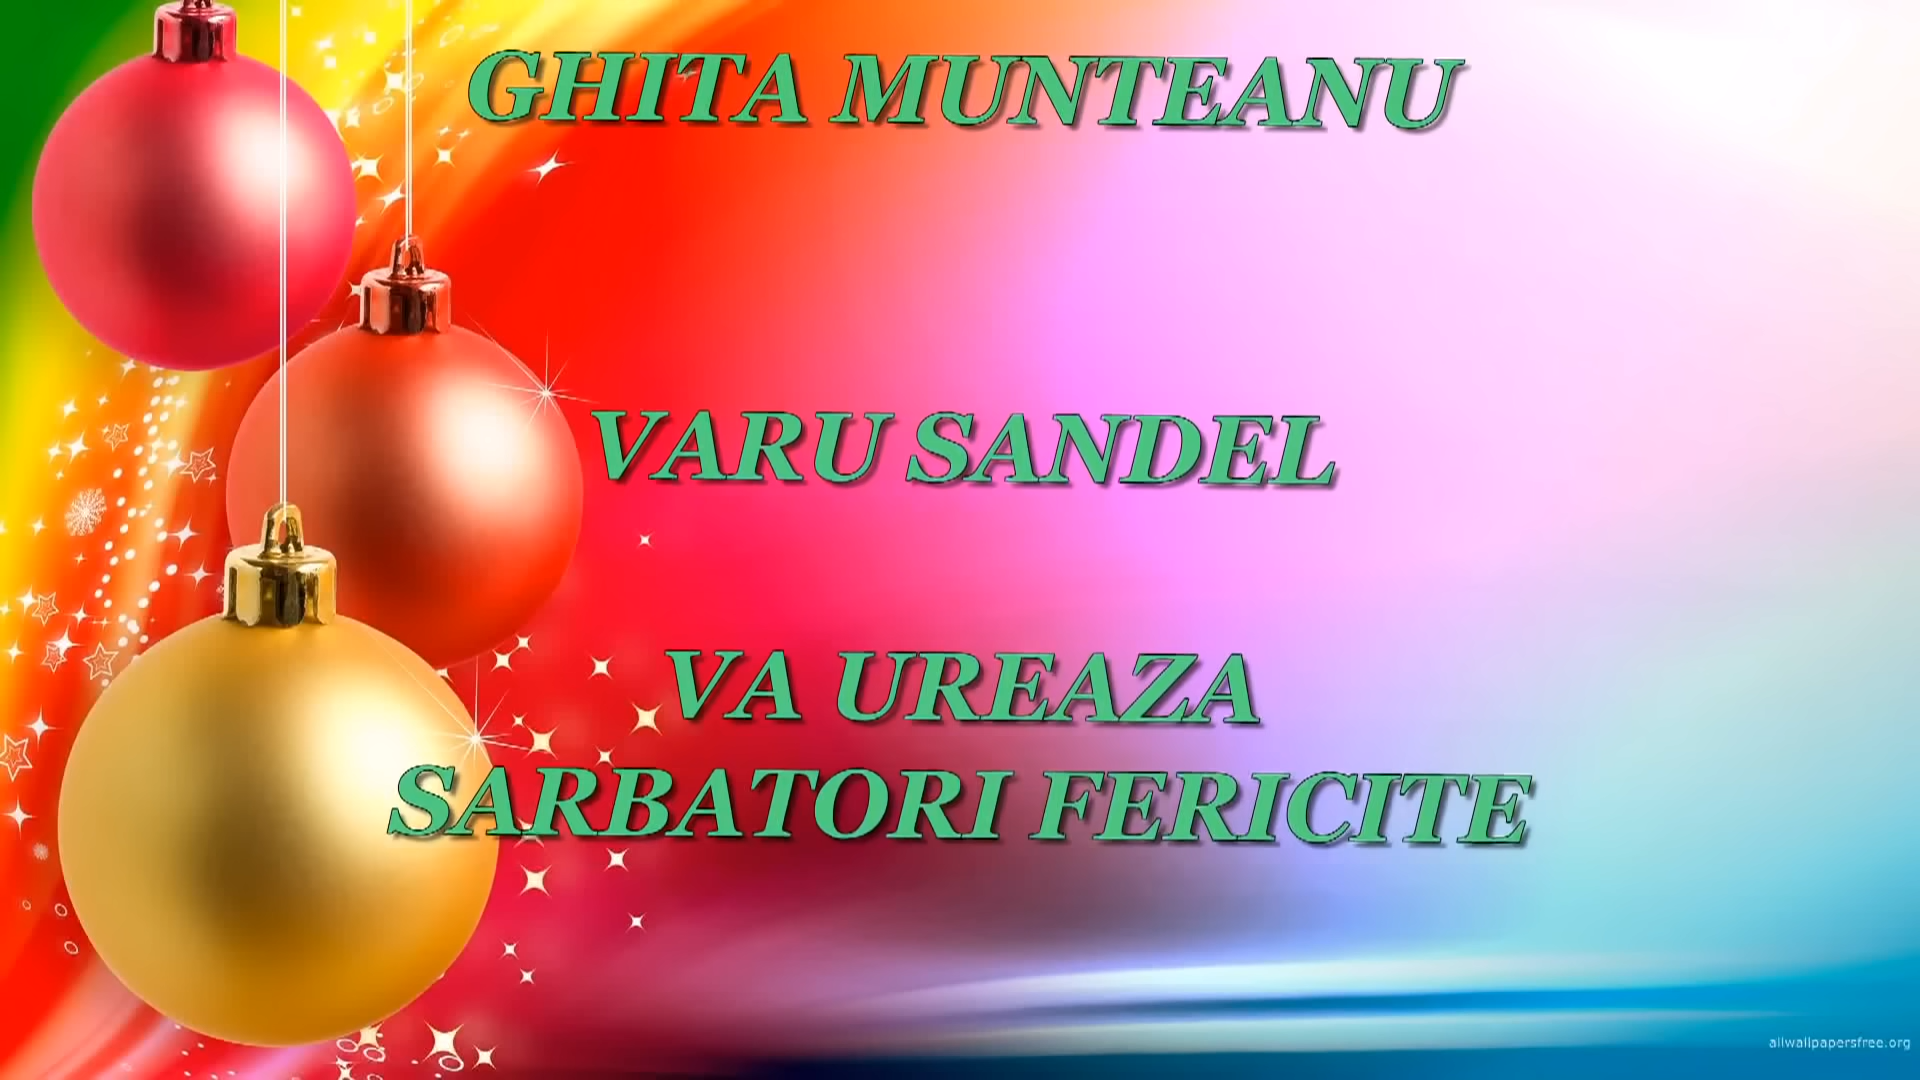 GHITA MUNTEANU
VARU SANDEL
VA UREAZA
SARBATORI FERICITE
allwallpapersfree.org